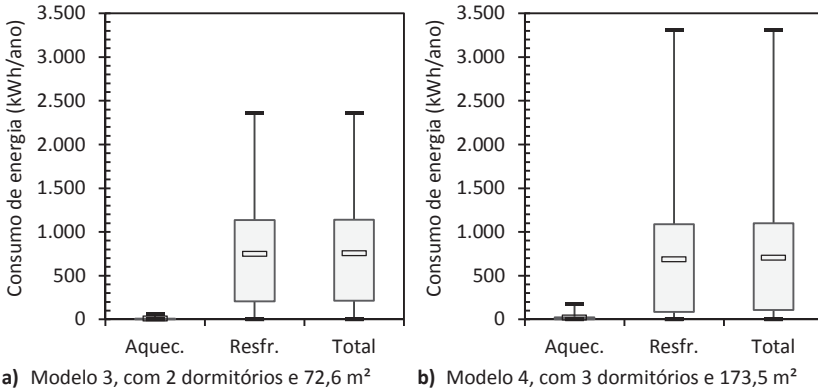 Consumo de energia (kWh/ano)
3.500
3.000
2.500
2.000
1.500
1.000
500
0
Aquec. Resfr. Total
a) Modelo 3, com 2 dormitórios e 72,6 m²
Consumo de energia (kWh/ano)
3.500
3.000
2.500
2.000
1.500
1.000
500
0
Aquec. Resfr. Total
b) Modelo 4, com 3 dormitórios e 173,5 m²